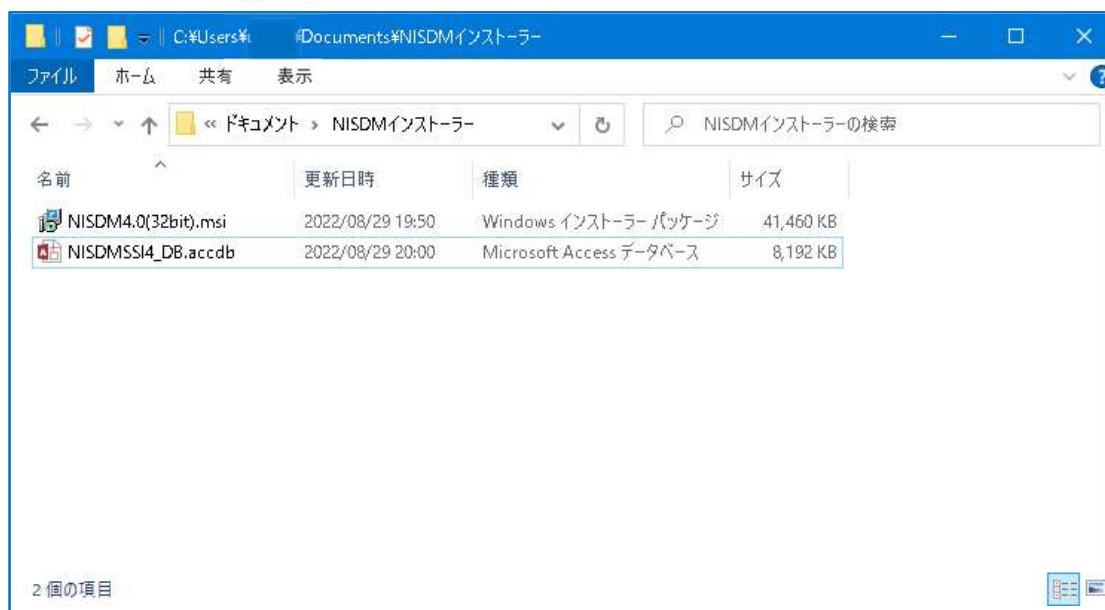 C:¥Users¥ ¥Documents¥NISDMインストーラー
ファイル ホーム 共有 表示
« ドキュメント › NISDMインストーラー NISDMインストーラーの検索
名前 更新日時 種類 サイズ
NISDM4.0(32bit).msi 2022/08/29 19:50 Windows インストーラー パッケージ 41,460 KB
NISDMSSI4_DB.accdb 2022/08/29 20:00 Microsoft Access データベース 8,192 KB
2 個の項目